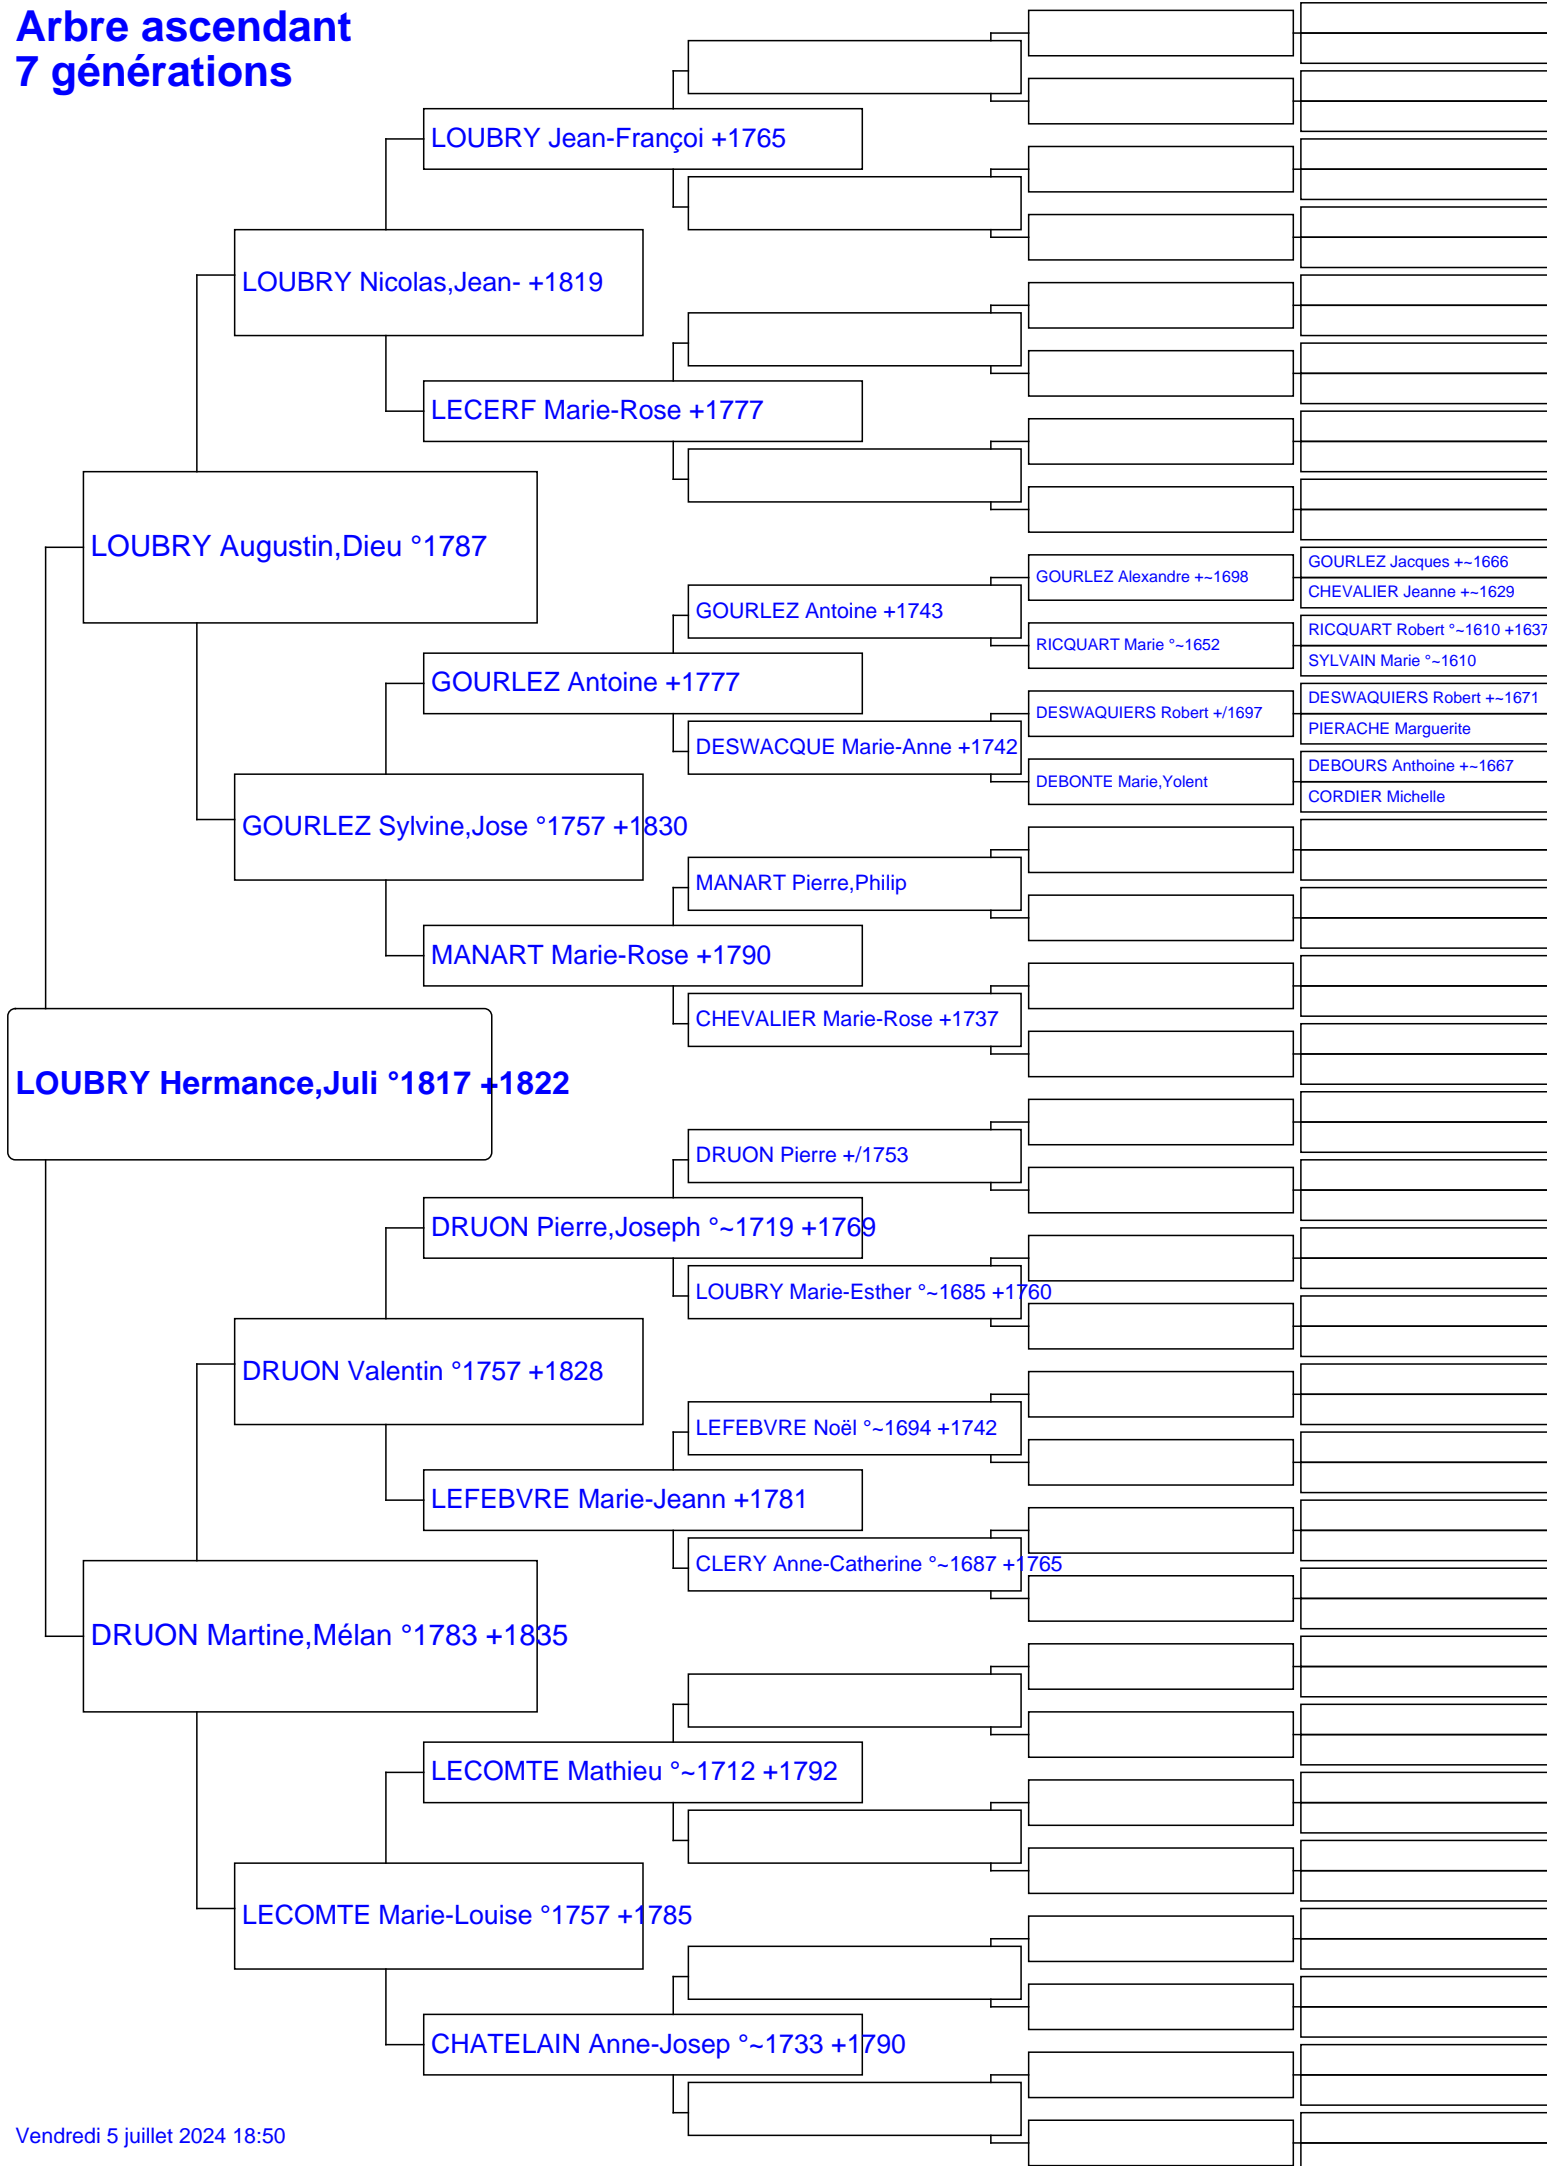 Arbre ascendant
7 générations
LOUBRY Jean-Françoi +1765
LOUBRY Nicolas,Jean- +1819
LECERF Marie-Rose +1777
LOUBRY Augustin,Dieu °1787
GOURLEZ Jacques +~1666
GOURLEZ Alexandre +~1698
CHEVALIER Jeanne +~1629
GOURLEZ Antoine +1743
RICQUART Robert °~1610 +1637
RICQUART Marie °~1652
SYLVAIN Marie °~1610
GOURLEZ Antoine +1777
DESWAQUIERS Robert +~1671
DESWAQUIERS Robert +/1697
PIERACHE Marguerite
DESWACQUE Marie-Anne +1742
DEBOURS Anthoine +~1667
DEBONTE Marie,Yolent
CORDIER Michelle
GOURLEZ Sylvine,Jose °1757 +1830
MANART Pierre,Philip
MANART Marie-Rose +1790
CHEVALIER Marie-Rose +1737
LOUBRY Hermance,Juli °1817 +1822
DRUON Pierre +/1753
DRUON Pierre,Joseph °~1719 +1769
LOUBRY Marie-Esther °~1685 +1760
DRUON Valentin °1757 +1828
LEFEBVRE Noël °~1694 +1742
LEFEBVRE Marie-Jeann +1781
CLERY Anne-Catherine °~1687 +1765
DRUON Martine,Mélan °1783 +1835
LECOMTE Mathieu °~1712 +1792
LECOMTE Marie-Louise °1757 +1785
CHATELAIN Anne-Josep °~1733 +1790
Vendredi 5 juillet 2024 18:50